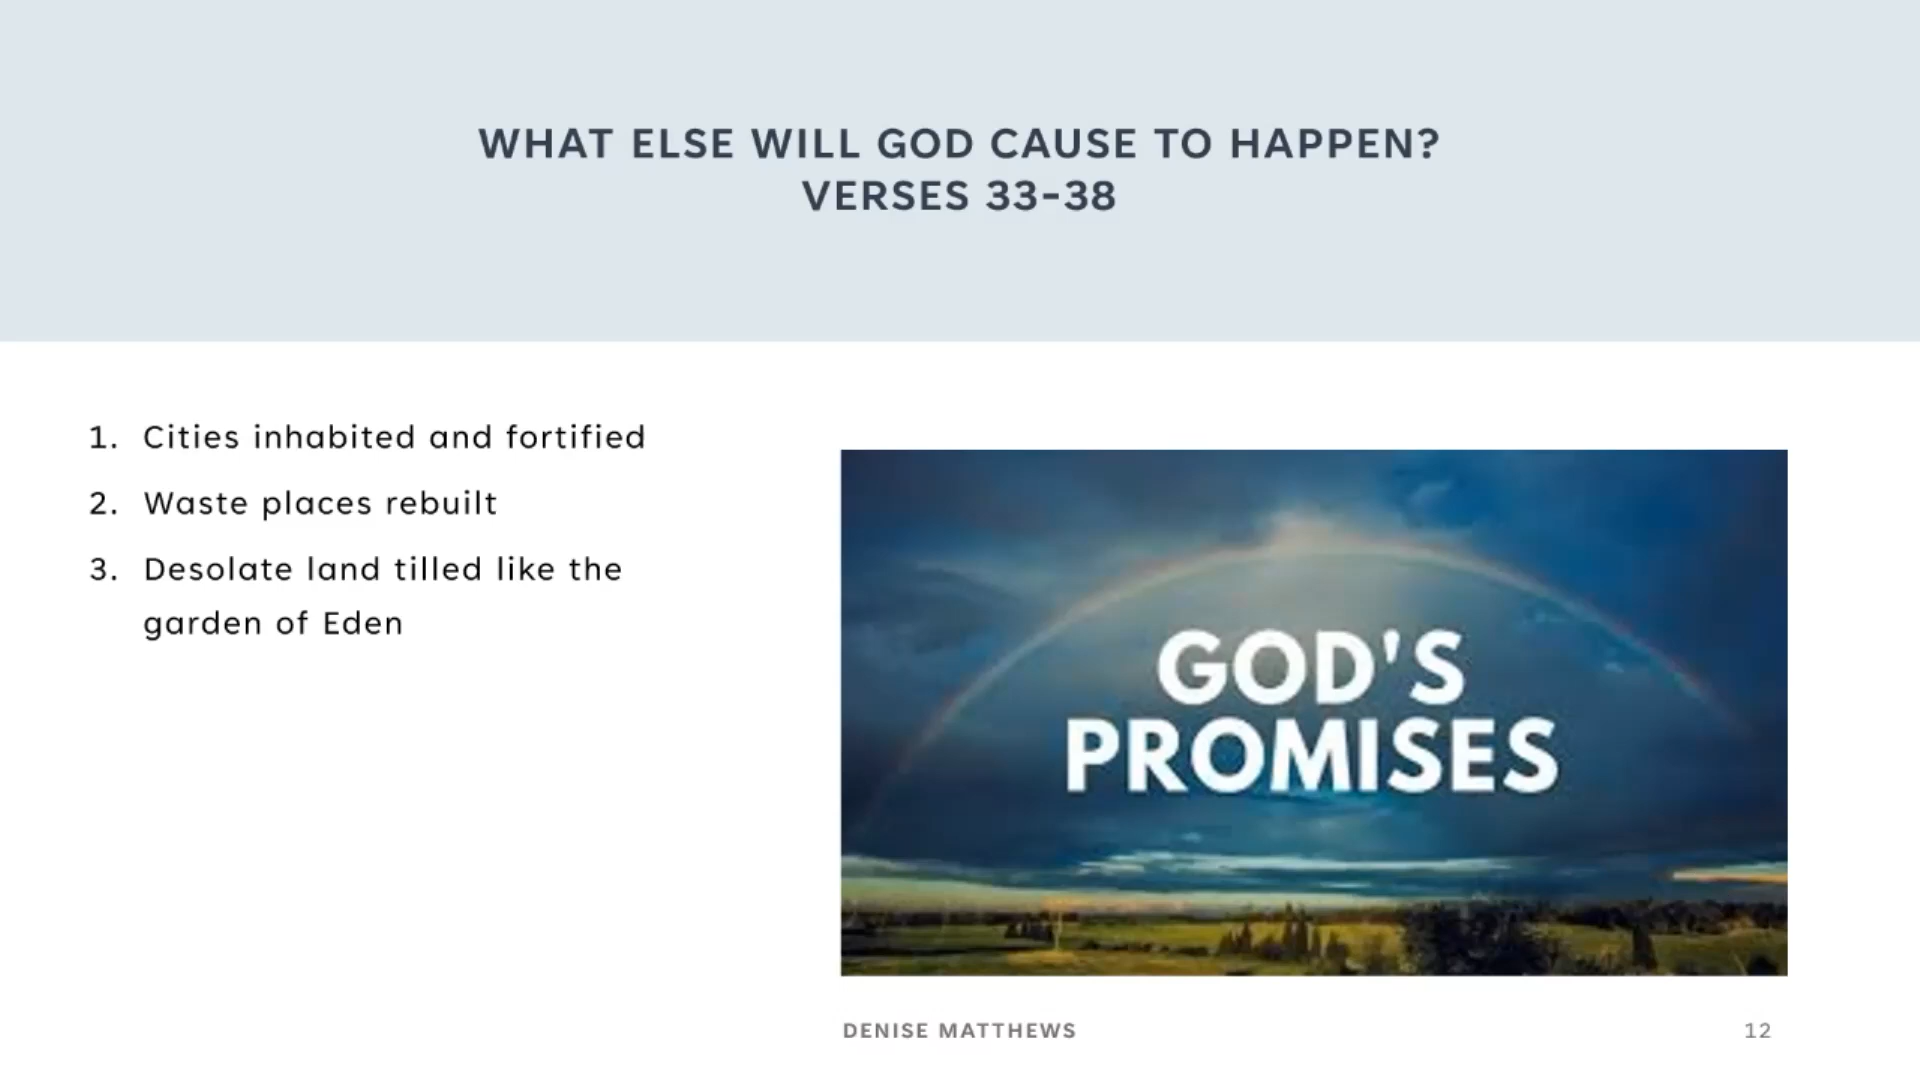 WHAT ELSE WILL GOD CAUSE TO HAPPEN?
VERSES 33-38
1. Cities inhabited and fortified
2. Waste places rebuilt
3. Desolate land tilled like the
garden of Eden
GOD'S
PROMISES
DENISE MATTHEWS
12